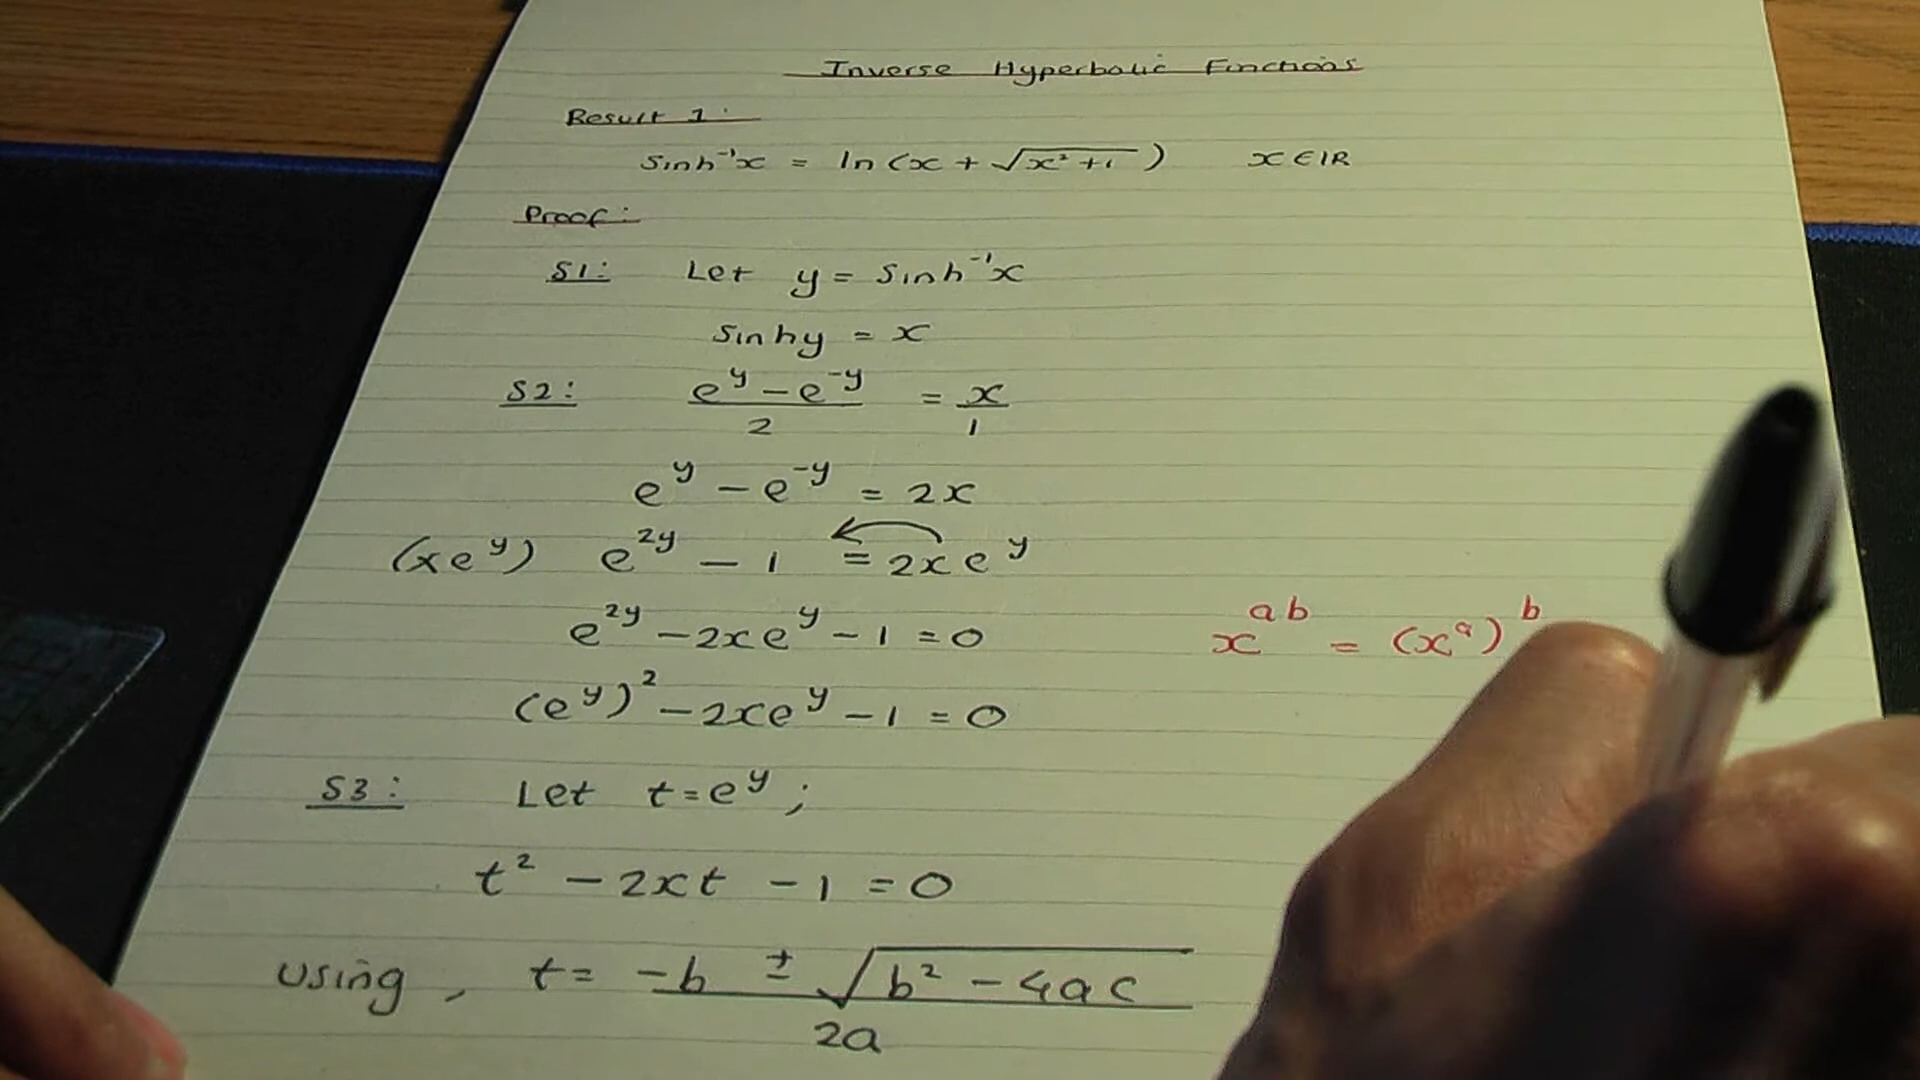 Inverse Hyperbolic Functions
Result 1:
sinh⁻¹x = ln(x + √(x²+1)) x∈ℝ
Proof:
S1: Let y = sinh⁻¹x
sinhy = x
S2: (e^y − e^−y)/2 = x/1
e^y − e^−y = 2x
(xe^y) e^2y − 1 = 2xe^y
e^2y − 2xe^y − 1 = 0 x^ab = (x^a)^b
(e^y)² − 2xe^y − 1 = 0
S3: Let t = e^y ;
t² − 2xt − 1 = 0
using, t = (−b ± √(b² − 4ac))/2a